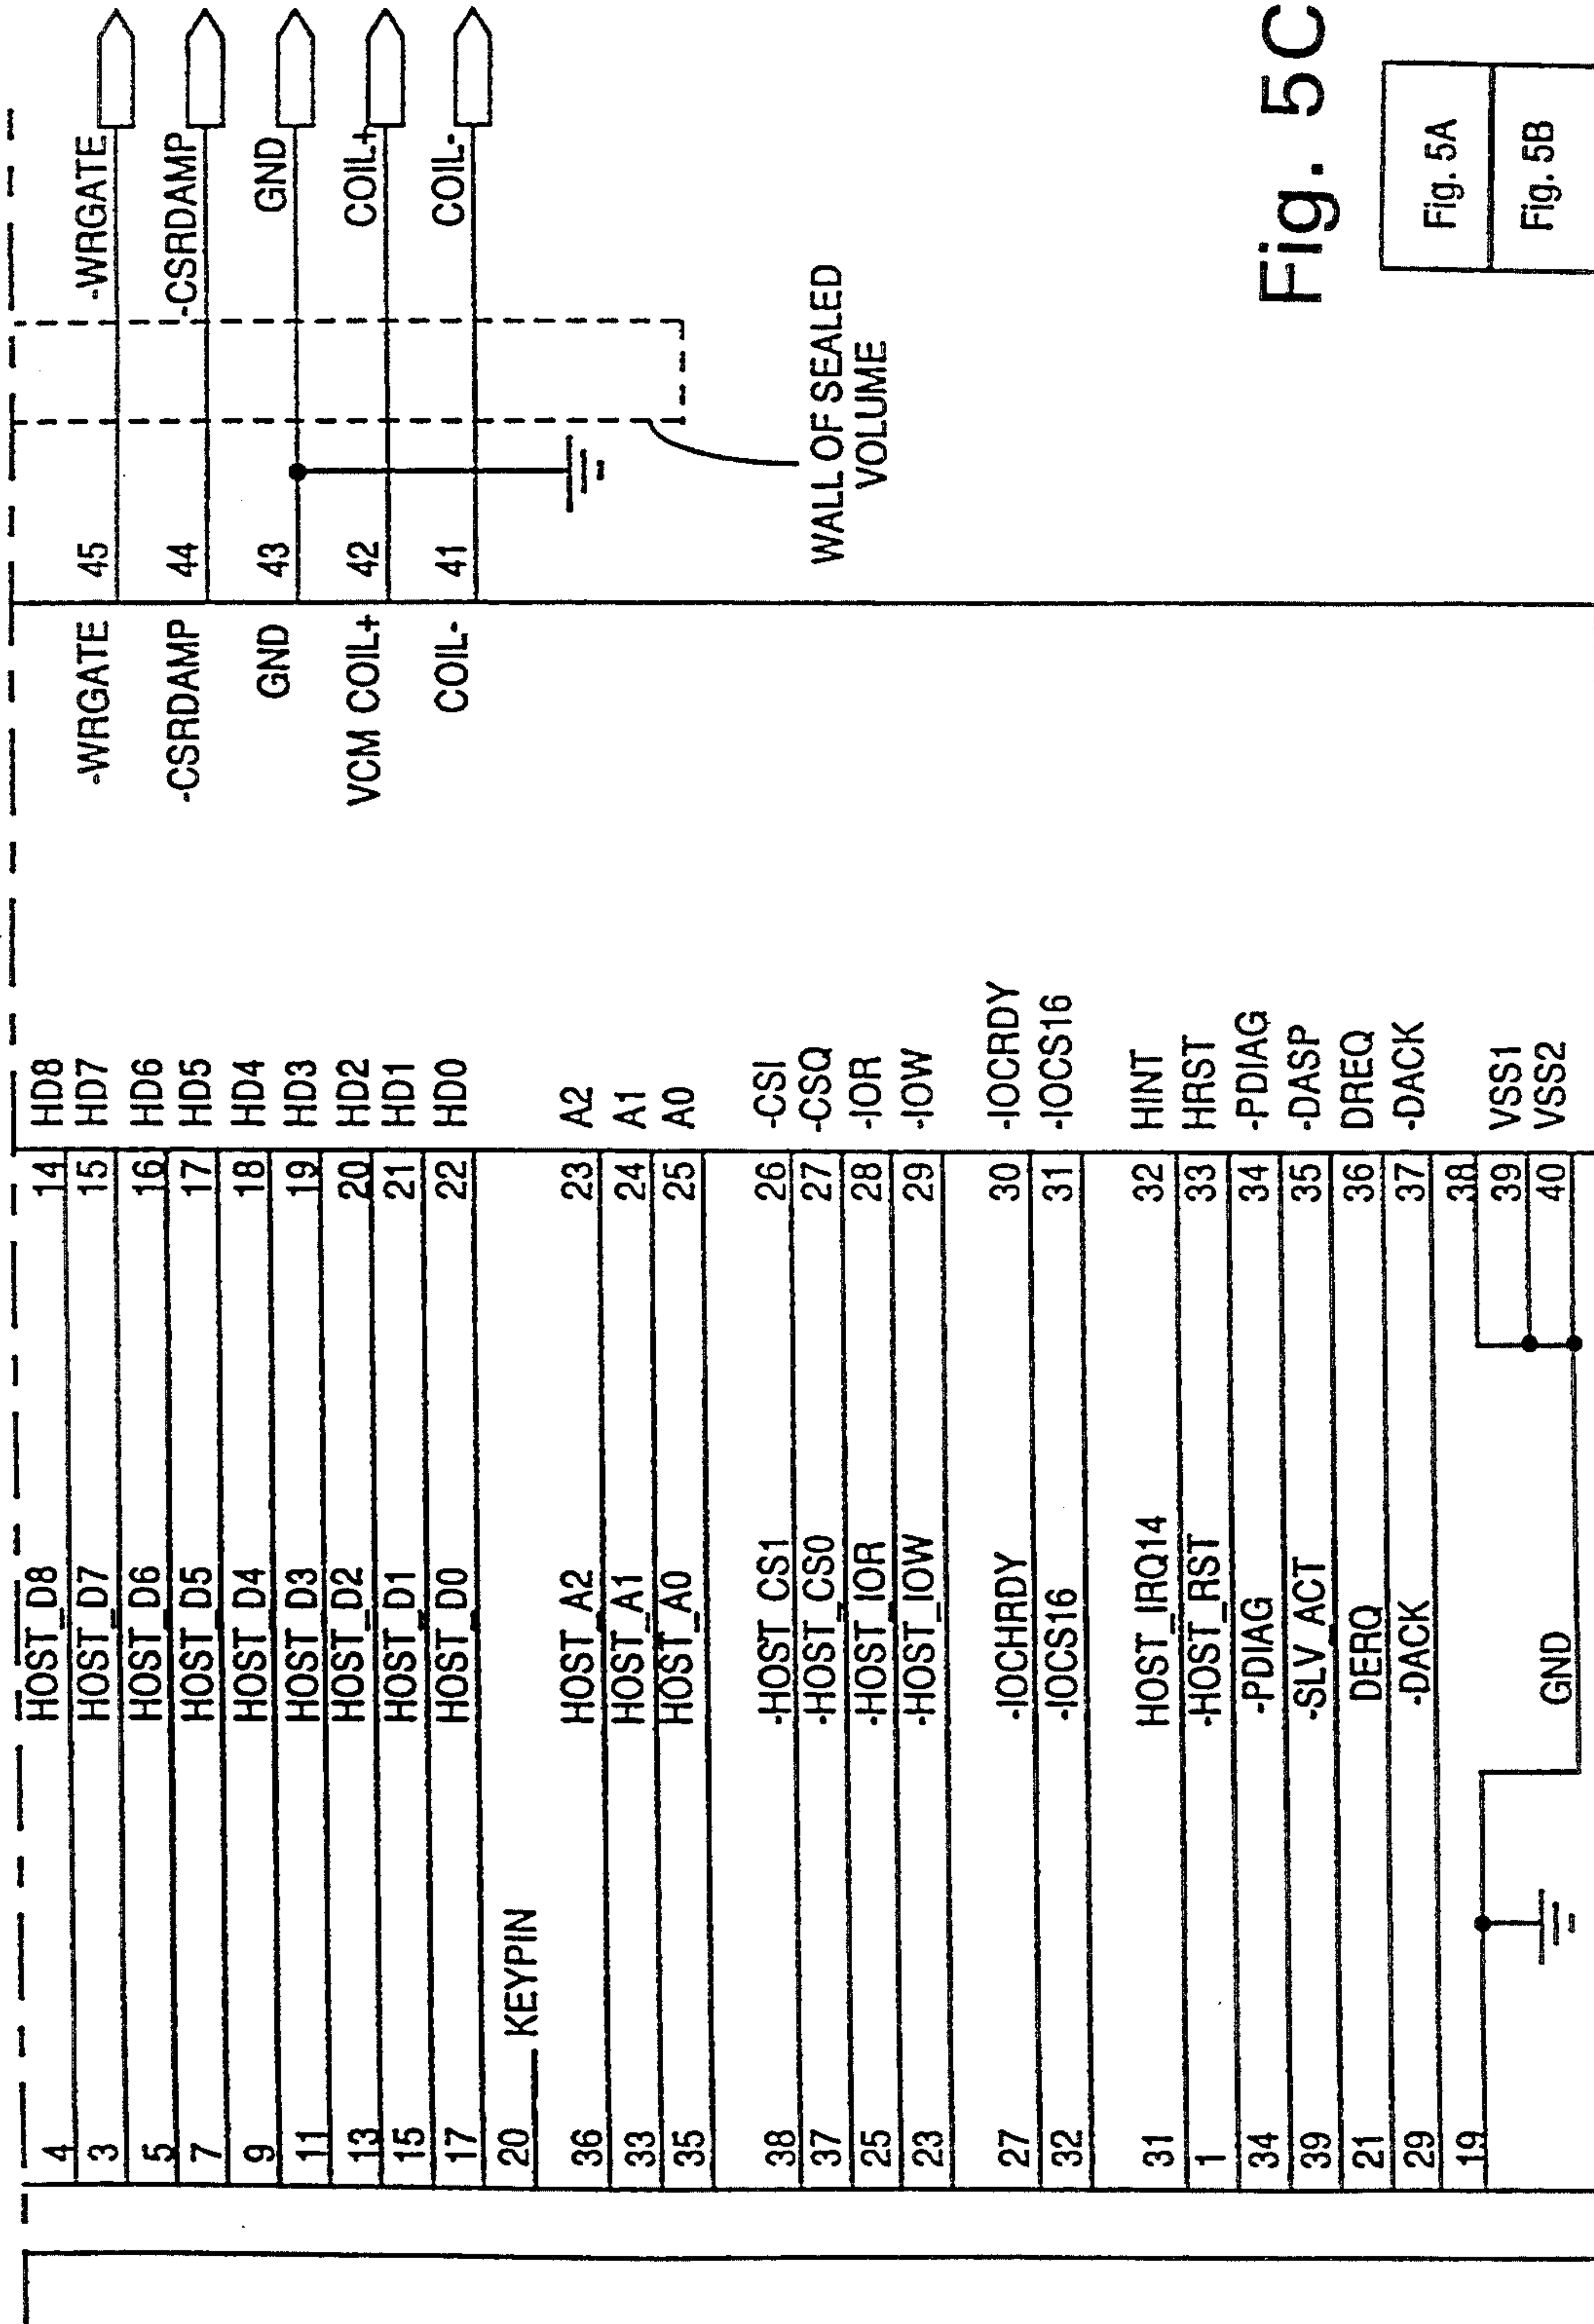 4 HOST_D8 14 HD8
3 HOST_D7 15 HD7
5 HOST_D6 16 HD6
7 HOST_D5 17 HD5
9 HOST_D4 18 HD4
11 HOST_D3 19 HD3
13 HOST_D2 20 HD2
15 HOST_D1 21 HD1
17 HOST_D0 22 HD0
20 KEYPIN
36 HOST_A2 23 A2
33 HOST_A1 24 A1
35 HOST_A0 25 A0
38 -HOST_CS1 26 -CSI
37 -HOST_CS0 27 -CSQ
25 -HOST_IOR 28 -IOR
23 -HOST_IOW 29 -IOW
27 -IOCHRDY 30 -IOCRDY
32 -IOCS16 31 -IOCS16
31 HOST_IRQ14 32 HINT
1 -HOST_RST 33 HRST
34 -PDIAG 34 -PDIAG
39 -SLV_ACT 35 -DASP
21 DERQ 36 DREQ
29 -DACK 37 -DACK
19 38
39 VSS1
GND 40 VSS2
-WRGATE 45 -WRGATE
-CSRDAMP 44 -CSRDAMP
GND 43 GND
VCM COIL+ 42 COIL+
COIL- 41 COIL-
WALL OF SEALED
VOLUME
Fig. 5C
Fig. 5A
Fig. 5B